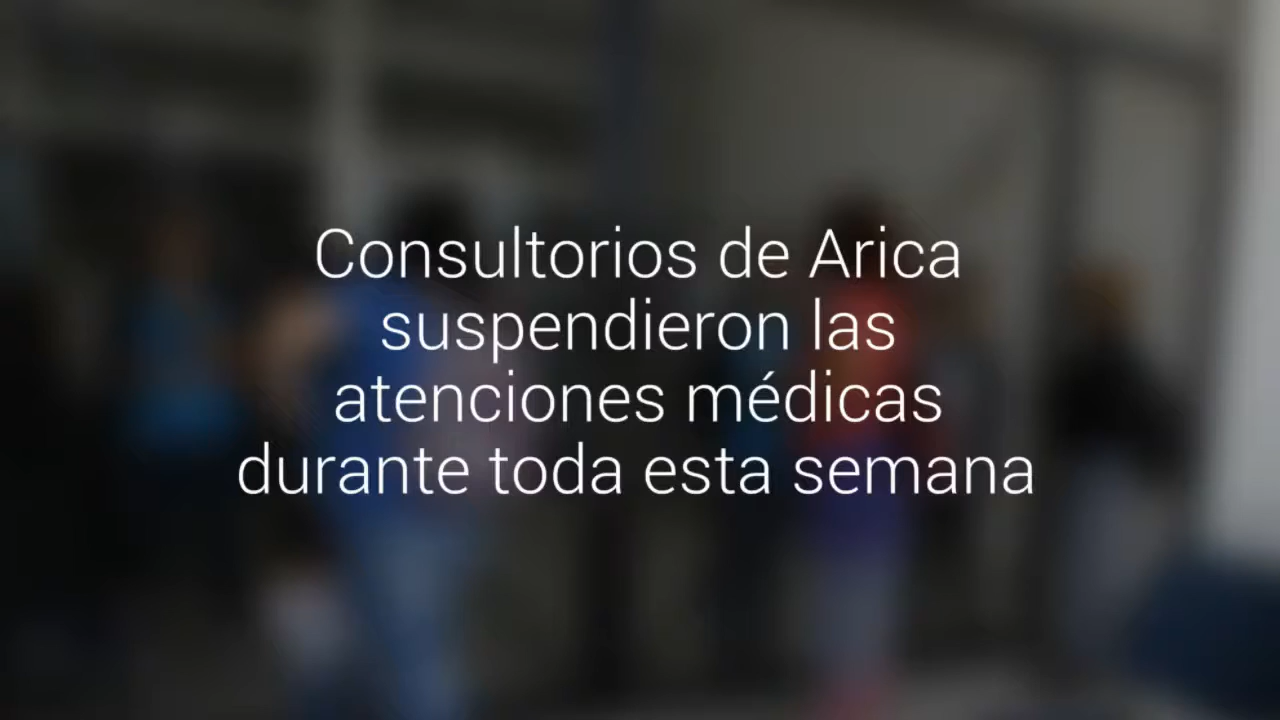 Consultorios de Arica
suspendieron las
atenciones médicas
durante toda esta semana